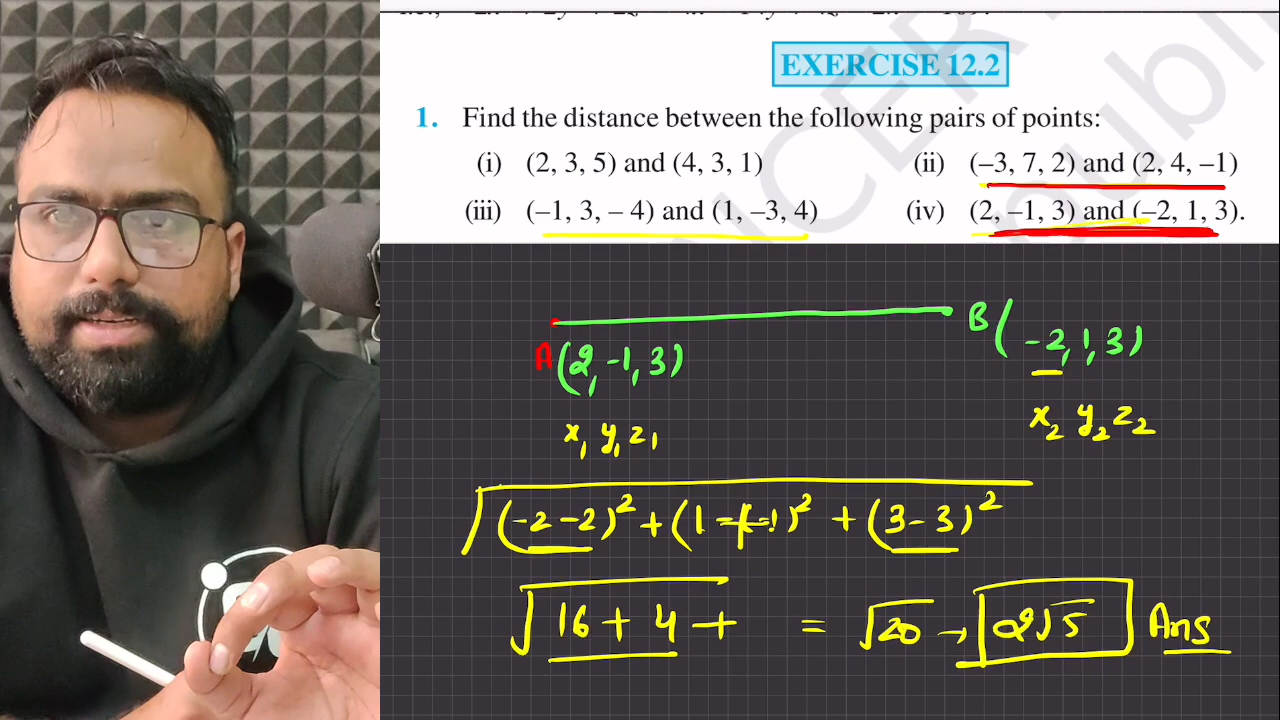 EXERCISE 12.2
1. Find the distance between the following pairs of points:
(i) (2, 3, 5) and (4, 3, 1) (ii) (–3, 7, 2) and (2, 4, –1)
(iii) (–1, 3, – 4) and (1, –3, 4) (iv) (2, –1, 3) and (–2, 1, 3).
A (2, -1, 3) B (-2, 1, 3)
x₁ y₁ z₁ x₂ y₂ z₂
√(-2-2)² + (1-(-1)² + (3-3)²
√16 + 4 + = √20 → 2√5 Ans